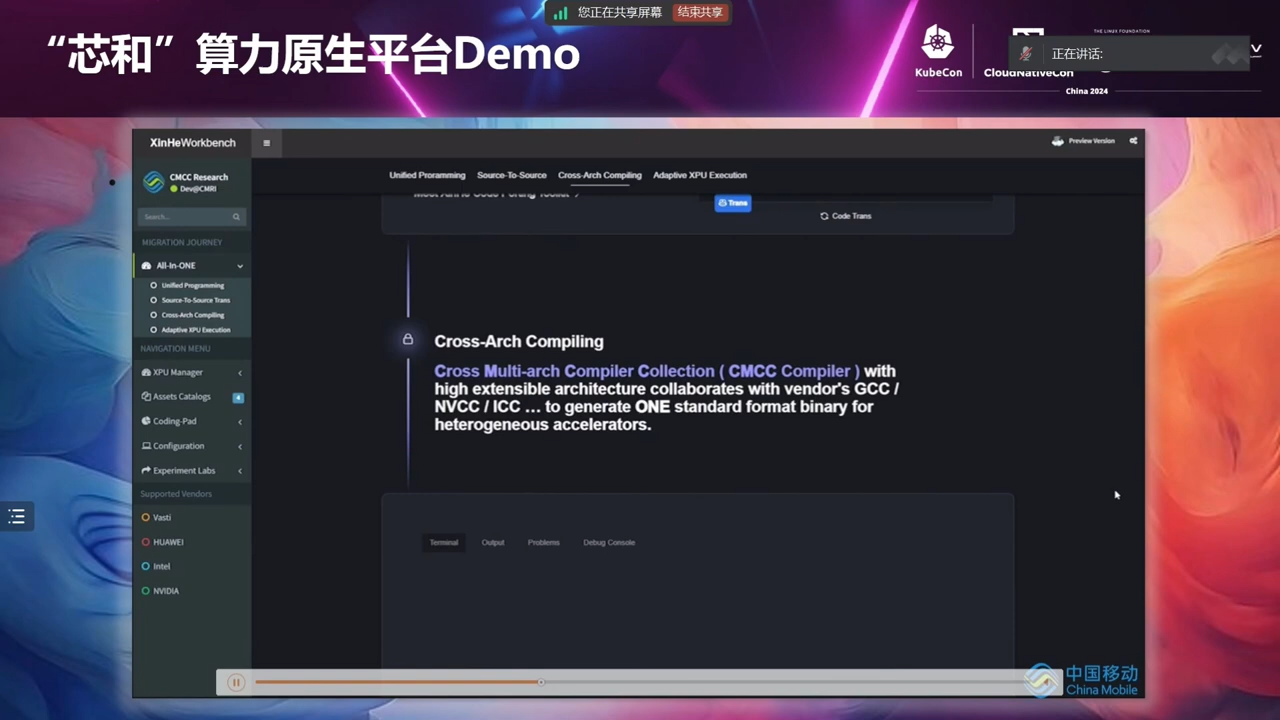 您正在共享屏幕 结束共享
“芯和”算力原生平台Demo
THE LINUX FOUNDATION
正在讲话:
KubeCon
CloudNativeCon
China 2024
XInHeWorkbench
Preview Version
CMCC Research
Dev@CMRI
Unified Programming Source-To-Source Cross-Arch Compiling Adaptive XPU Execution
Search...
Trans
Code Trans
MIGRATION JOURNEY
All-In-ONE
Unified Programming
Source-To-Source Trans
Cross-Arch Compiling
Adaptive XPU Execution
NAVIGATION MENU
XPU Manager
Assets Catalogs 4
Coding-Pad
Configuration
Experiment Labs
Supported Vendors
Vasti
HUAWEI
Intel
NVIDIA
Cross-Arch Compiling
Cross Multi-arch Compiler Collection ( CMCC Compiler ) with
high extensible architecture collaborates with vendor's GCC /
NVCC / ICC ... to generate ONE standard format binary for
heterogeneous accelerators.
Terminal Output Problems Debug Console
中国移动
China Mobile